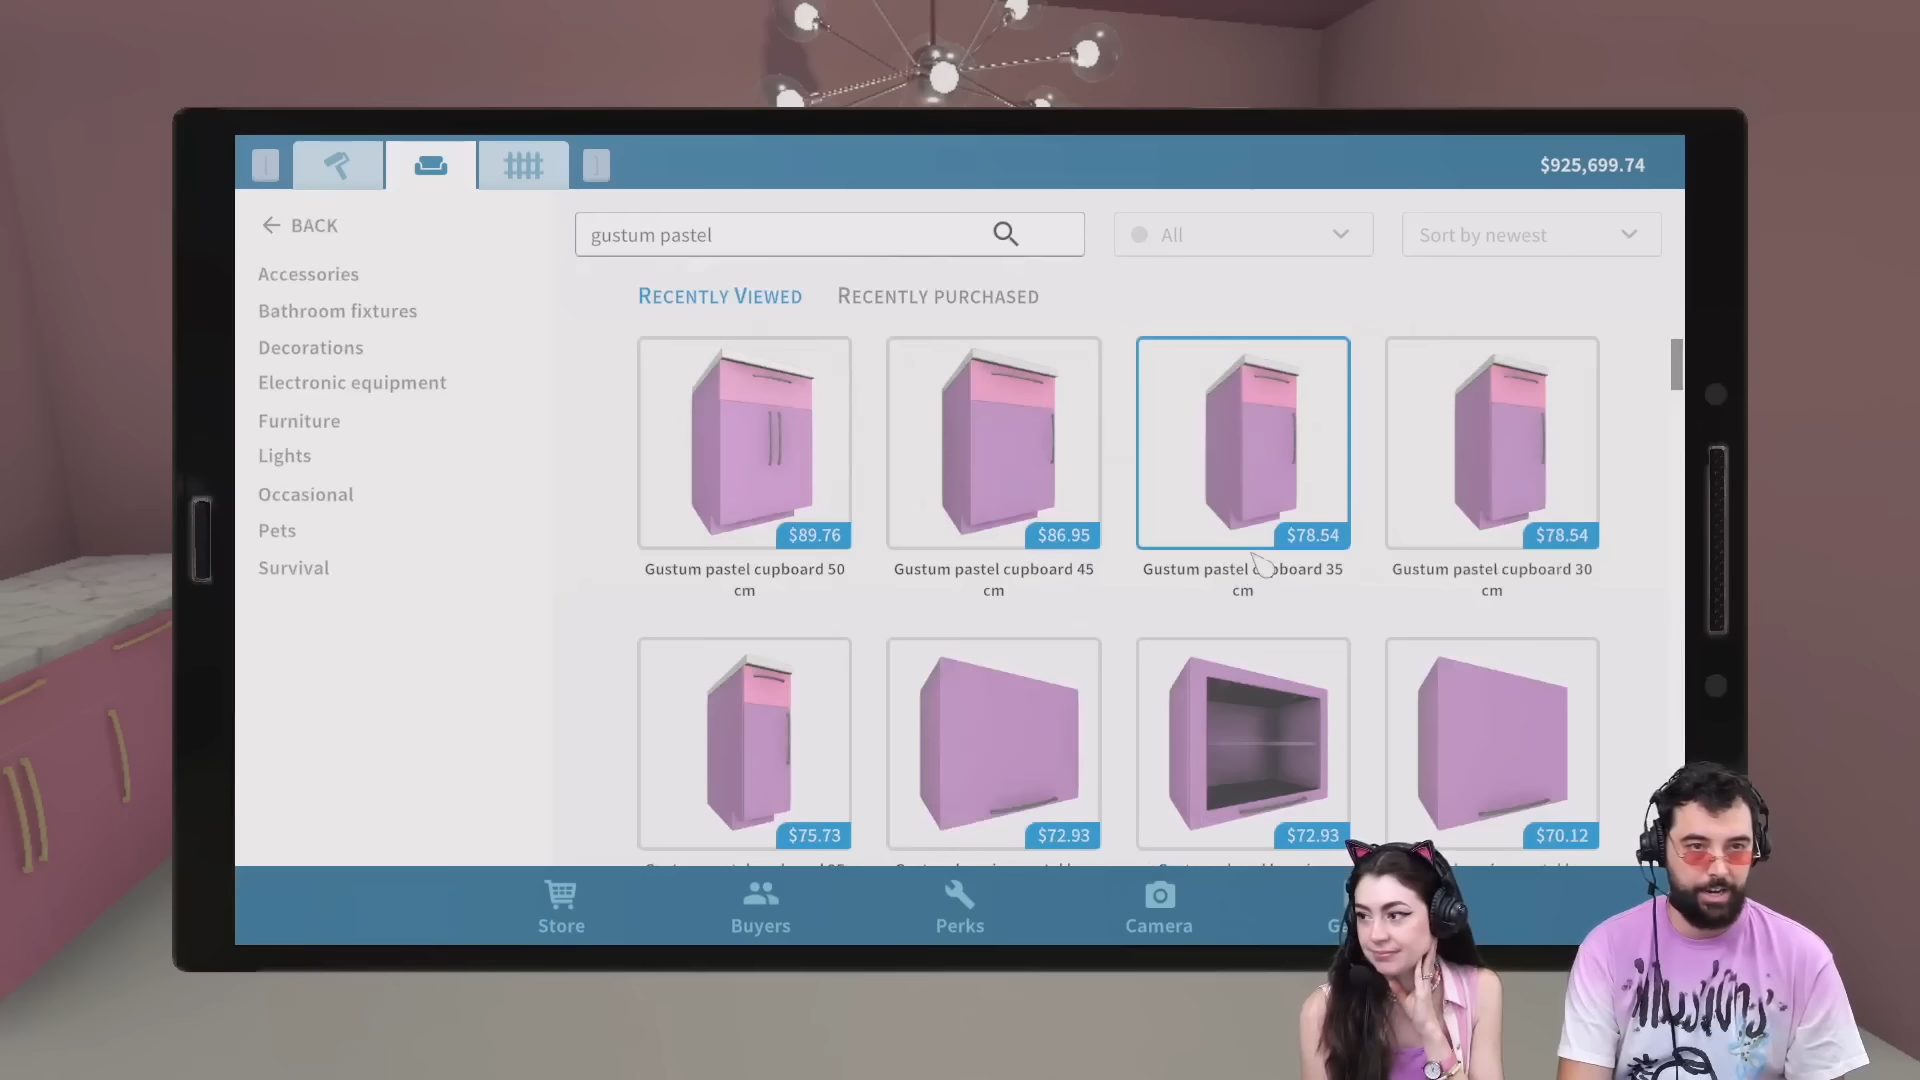 $925,699.74
BACK
gustum pastel
All
Sort by newest
Accessories
Bathroom fixtures
Decorations
Electronic equipment
Furniture
Lights
Occasional
Pets
Survival
RECENTLY VIEWED
RECENTLY PURCHASED
$89.76
$86.95
$78.54
$78.54
Gustum pastel cupboard 50
cm
Gustum pastel cupboard 45
cm
Gustum pastel cupboard 35
cm
Gustum pastel cupboard 30
cm
$75.73
$72.93
$72.93
$70.12
Store
Buyers
Perks
Camera
illusions